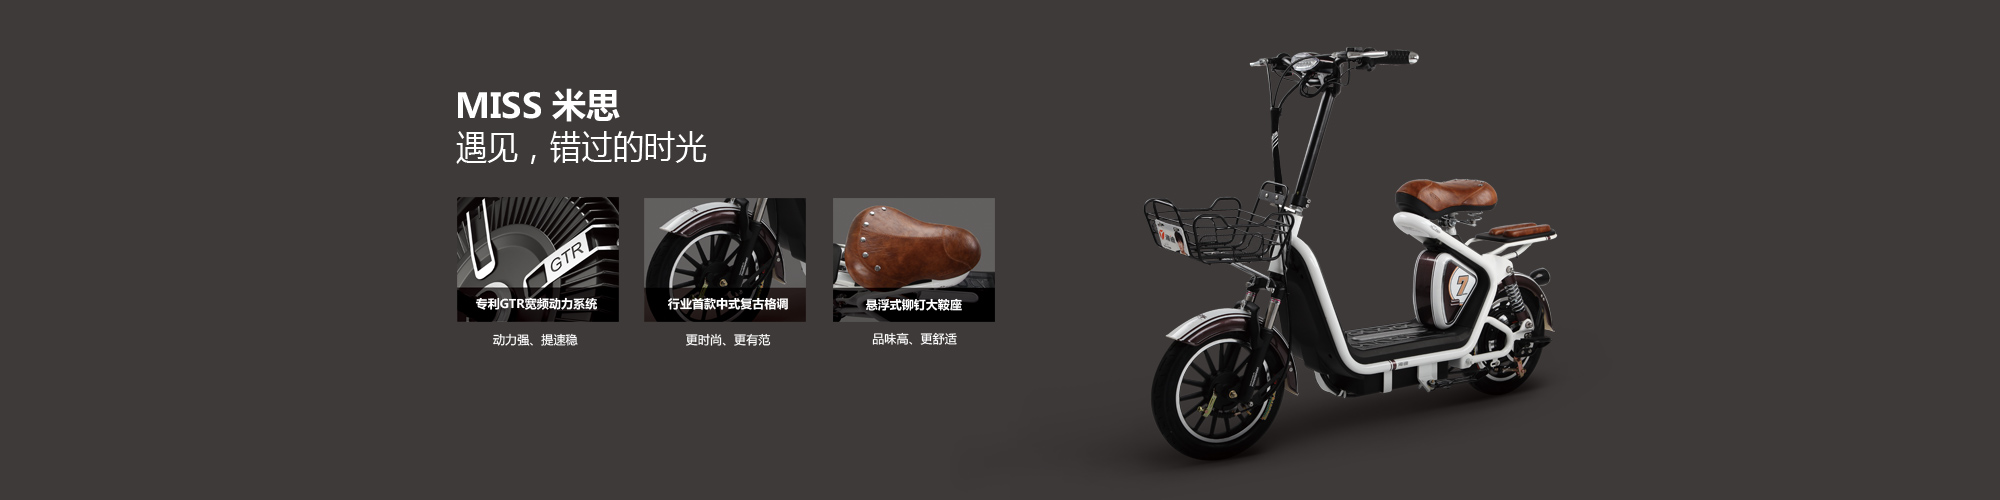 MISS 米思
遇见，错过的时光
GTR
专利GTR宽频动力系统
动力强、提速稳
行业首款中式复古格调
更时尚、更有范
悬浮式铆钉大鞍座
品味高、更舒适
7